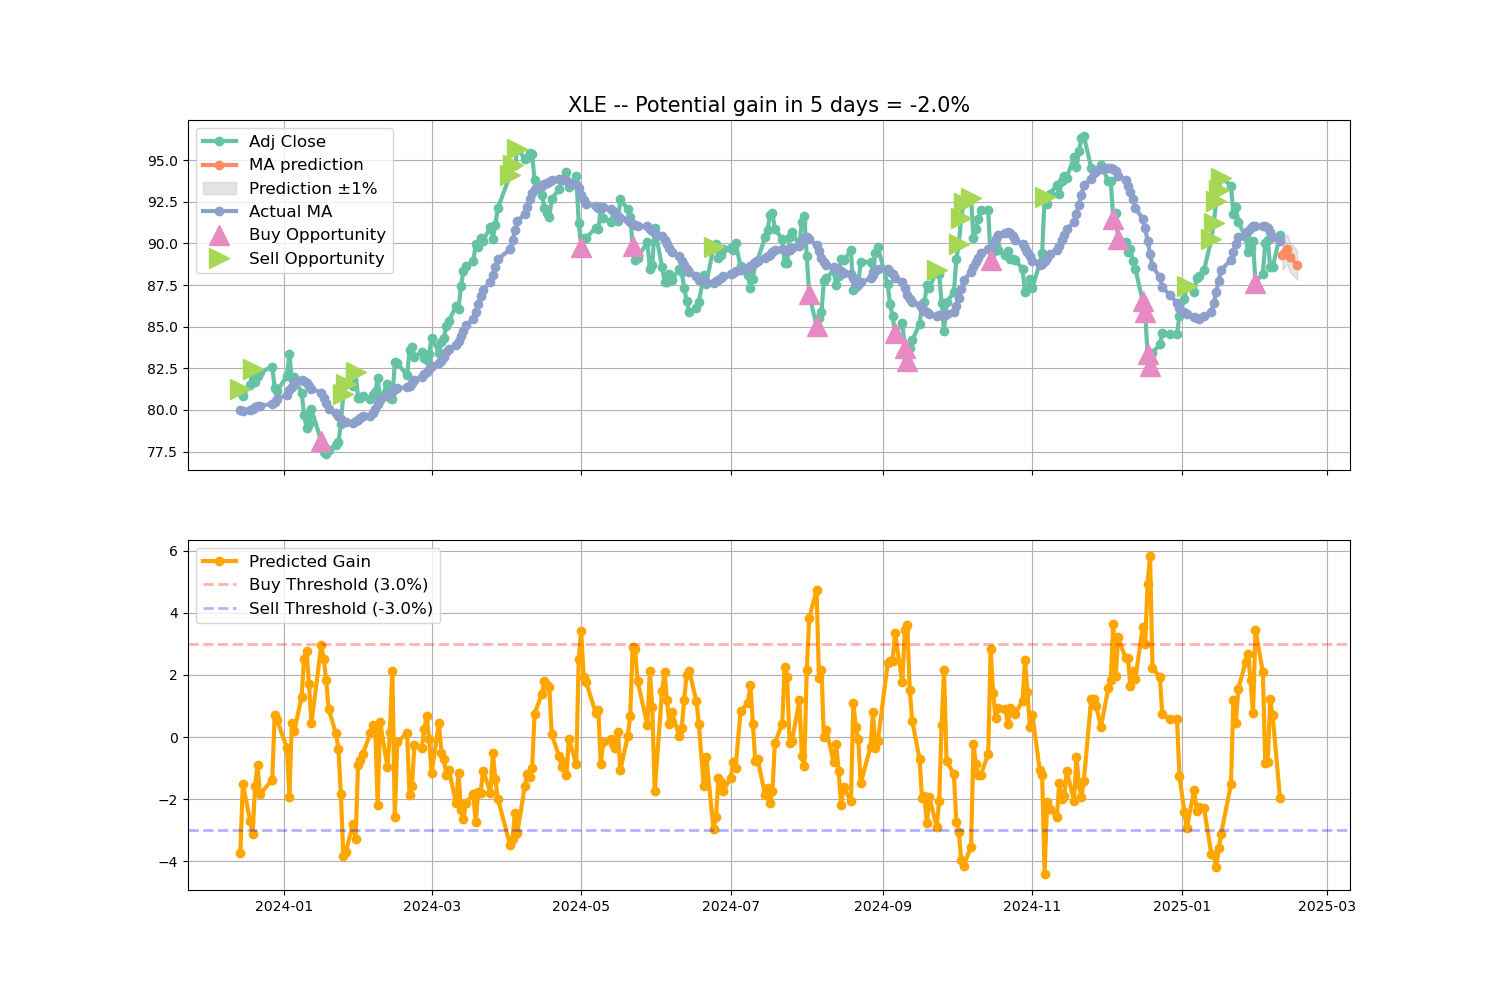 XLE -- Potential gain in 5 days = -2.0%
Adj Close
MA prediction
Prediction ±1%
Actual MA
Buy Opportunity
Sell Opportunity
95.0
92.5
90.0
87.5
85.0
82.5
80.0
77.5
Predicted Gain
Buy Threshold (3.0%)
Sell Threshold (-3.0%)
6
4
2
0
−2
−4
2024-01 2024-03 2024-05 2024-07 2024-09 2024-11 2025-01 2025-03